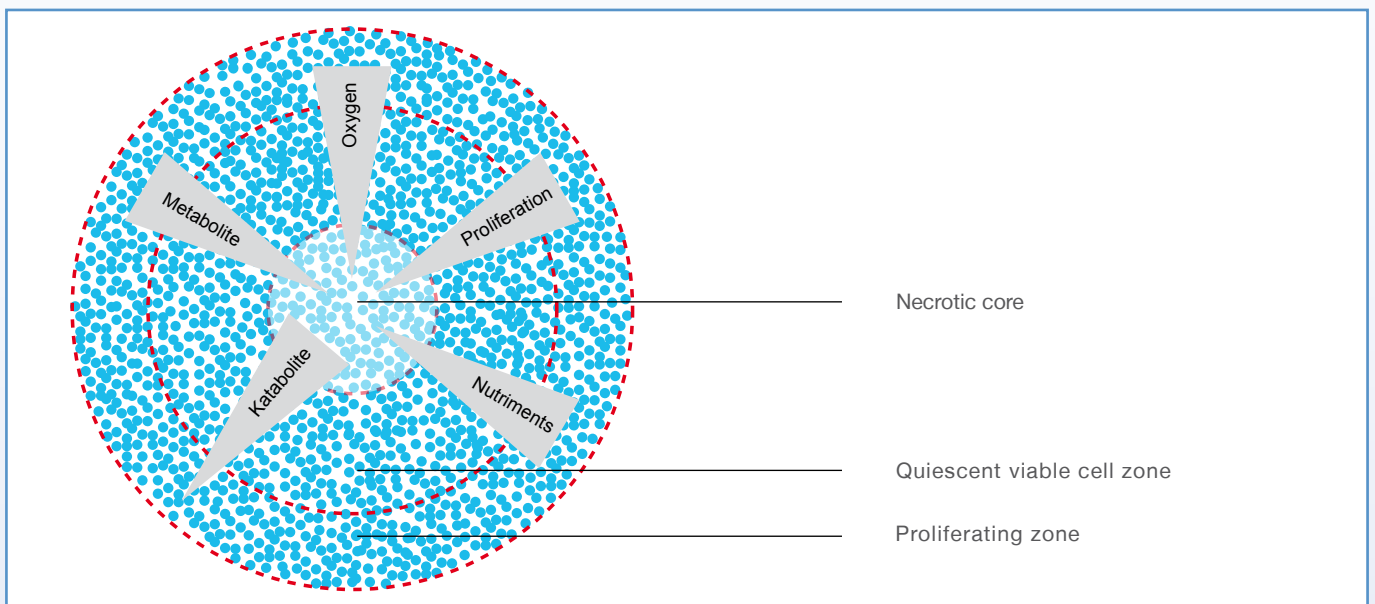 Oxygen
Metabolite
Proliferation
Necrotic core
Katabolite
Nutriments
Quiescent viable cell zone
Proliferating zone